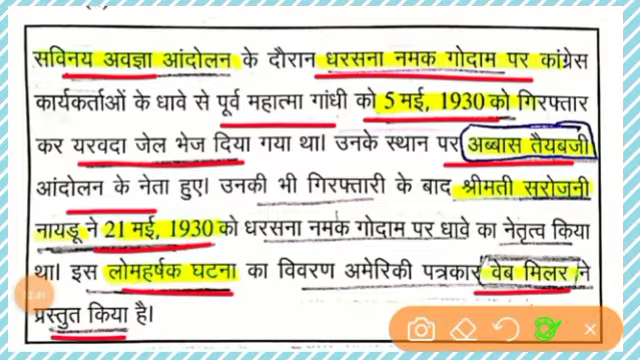 सविनय अवज्ञा आंदोलन के दौरान धरसना नमक गोदाम पर कांग्रेस
कार्यकर्ताओं के धावे से पूर्व महात्मा गांधी को 5 मई, 1930 को गिरफ्तार
कर यरवदा जेल भेज दिया गया था। उनके स्थान पर अब्बास तैयबजी
आंदोलन के नेता हुए। उनकी भी गिरफ्तारी के बाद श्रीमती सरोजनी
नायडू ने 21 मई, 1930 को धरसना नमक गोदाम पर धावे का नेतृत्व किया
था। इस लोमहर्षक घटना का विवरण अमेरिकी पत्रकार वेब मिलर ने
प्रस्तुत किया है।